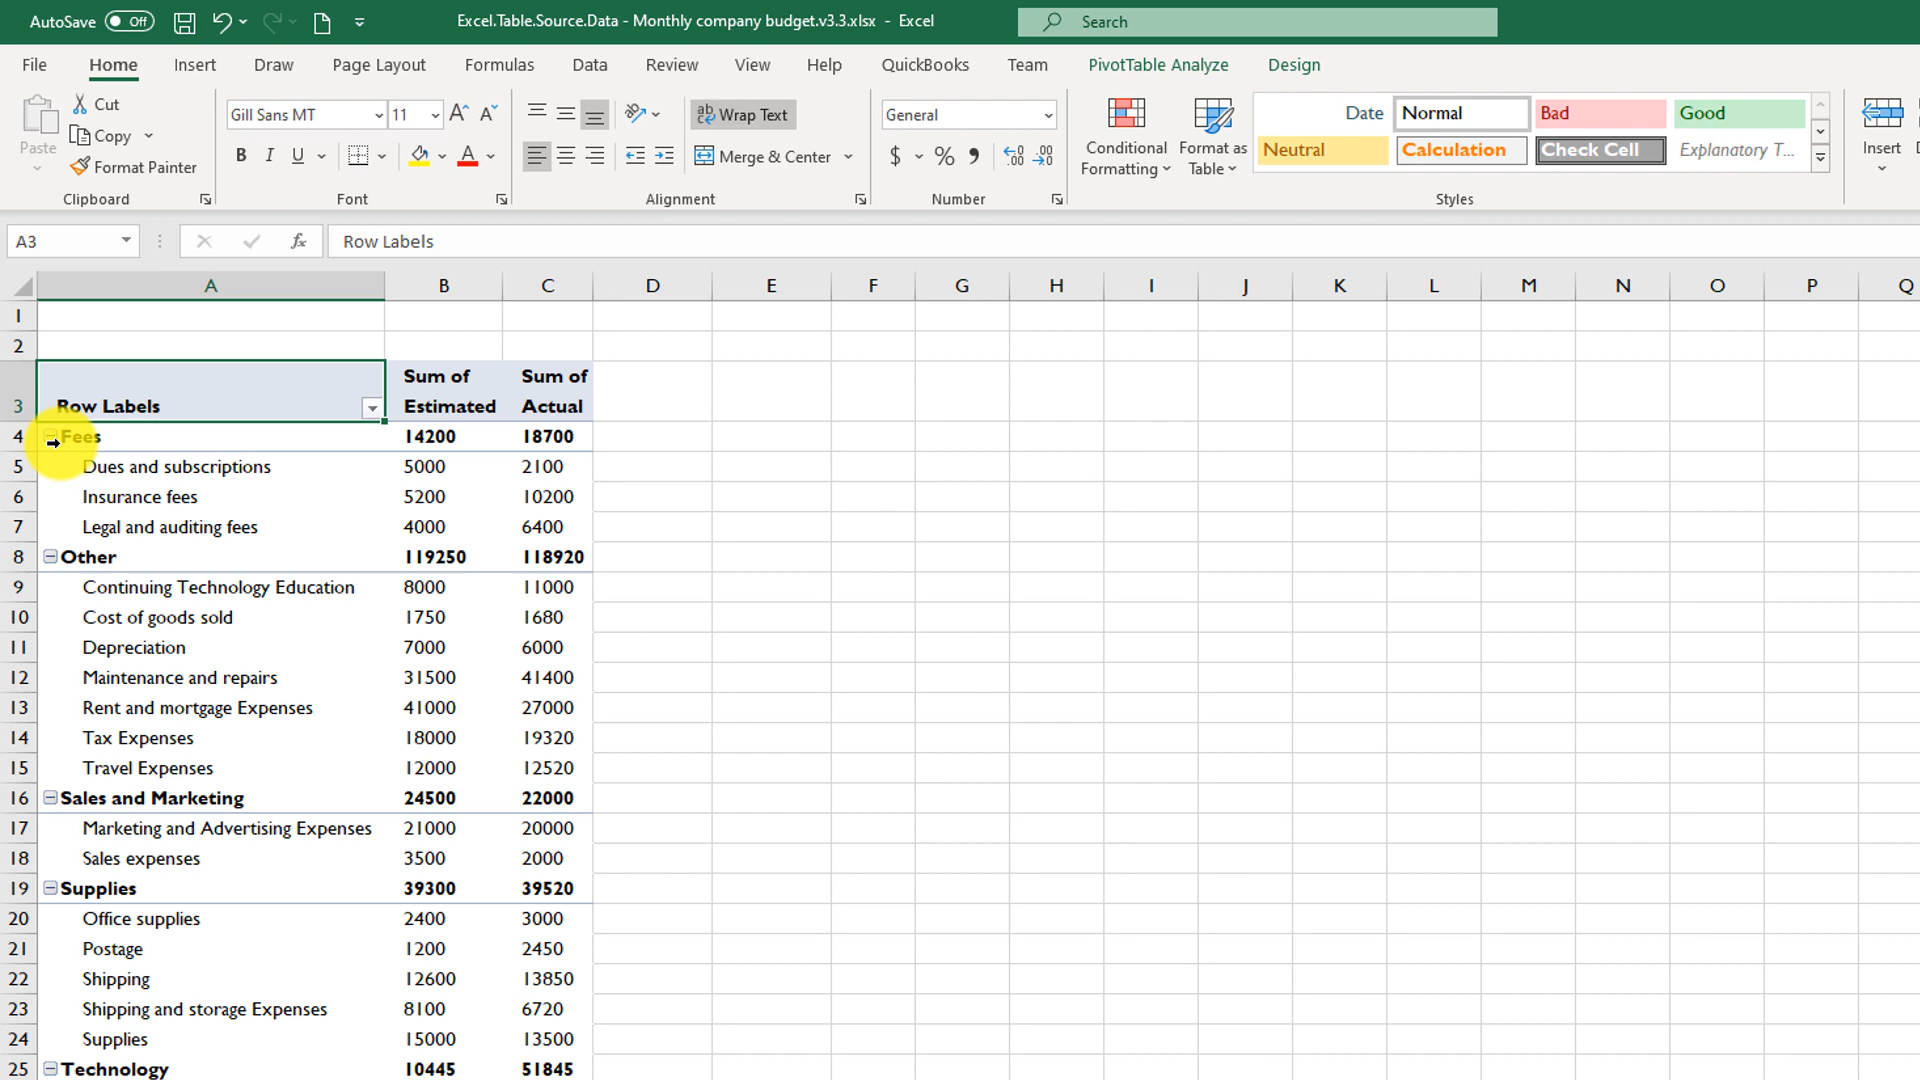 AutoSave Off Excel.Table.Source.Data - Monthly company budget.v3.3.xlsx - Excel Search
File Home Insert Draw Page Layout Formulas Data Review View Help QuickBooks Team PivotTable Analyze Design
Paste
Cut
Copy
Format Painter
Clipboard
Gill Sans MT 11
B I U A
Font
ab Wrap Text
Merge & Center
Alignment
General
$ % 9
Number
Conditional Formatting
Format as Table
Date Normal Bad Good
Neutral Calculation Check Cell Explanatory T...
Styles
Insert
A3 fx Row Labels
A B C D E F G H I J K L M N O P Q
1
2
3 Row Labels Sum of Estimated Sum of Actual
4 Fees 14200 18700
5 Dues and subscriptions 5000 2100
6 Insurance fees 5200 10200
7 Legal and auditing fees 4000 6400
8 Other 119250 118920
9 Continuing Technology Education 8000 11000
10 Cost of goods sold 1750 1680
11 Depreciation 7000 6000
12 Maintenance and repairs 31500 41400
13 Rent and mortgage Expenses 41000 27000
14 Tax Expenses 18000 19320
15 Travel Expenses 12000 12520
16 Sales and Marketing 24500 22000
17 Marketing and Advertising Expenses 21000 20000
18 Sales expenses 3500 2000
19 Supplies 39300 39520
20 Office supplies 2400 3000
21 Postage 1200 2450
22 Shipping 12600 13850
23 Shipping and storage Expenses 8100 6720
24 Supplies 15000 13500
25 Technology 10445 51845